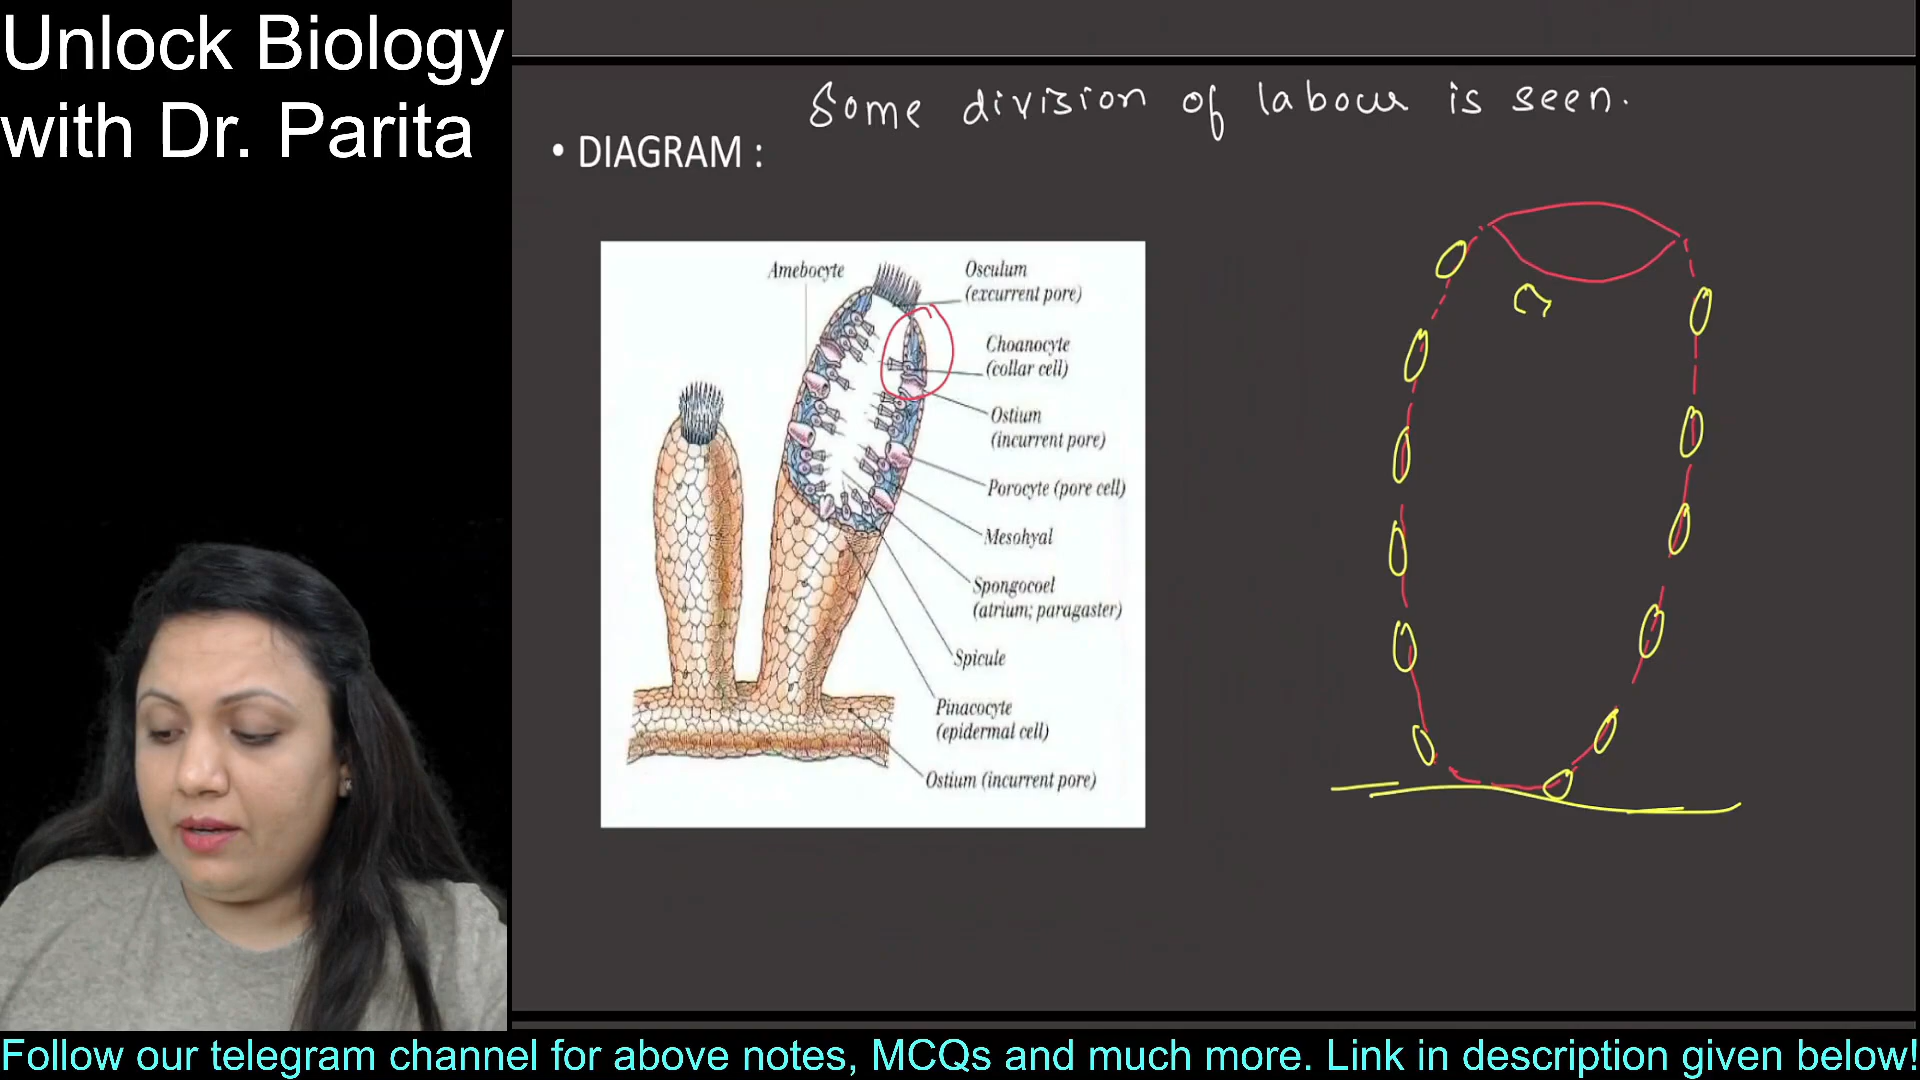 Unlock Biology
with Dr. Parita
Some division of labour is seen.
• DIAGRAM :
Amebocyte
Osculum
(excurrent pore)
Choanocyte
(collar cell)
Ostium
(incurrent pore)
Porocyte (pore cell)
Mesohyal
Spongocoel
(atrium; paragaster)
Spicule
Pinacocyte
(epidermal cell)
Ostium (incurrent pore)
Follow our telegram channel for above notes, MCQs and much more. Link in description given below!